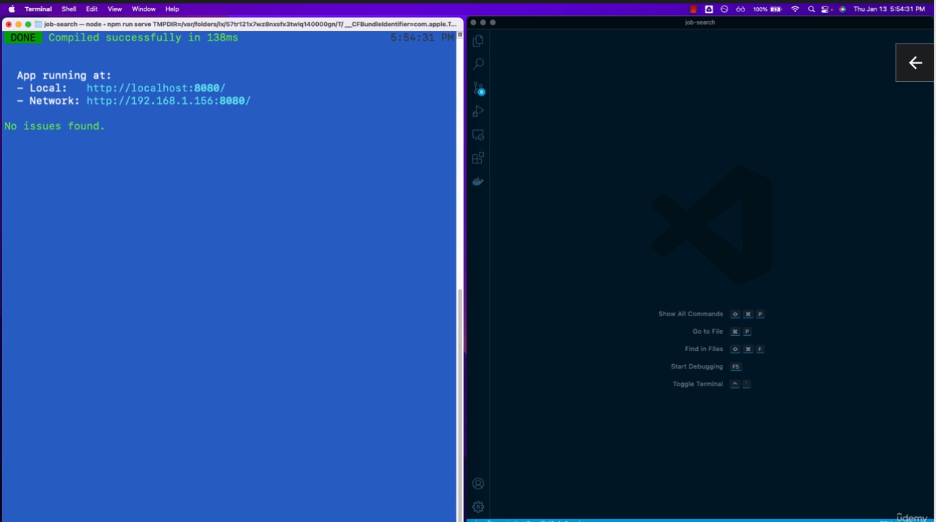 Terminal Shell Edit View Window Help
100% Thu Jan 13 5:54:31 PM
job-search — node - npm run serve TMPDIR=/var/folders/lx/57tr121x7wz8nxsfx3twlq140000gn/T/ __CFBundleIdentifier=com.apple.T...
job-search
DONE Compiled successfully in 138ms 5:54:31 PM
App running at:
- Local: http://localhost:8080/
- Network: http://192.168.1.156:8080/
No issues found.
Show All Commands ⇧ ⌘ P
Go to File ⌘ P
Find in Files ⇧ ⌘ F
Start Debugging F5
Toggle Terminal ⌃ `
ûdemy